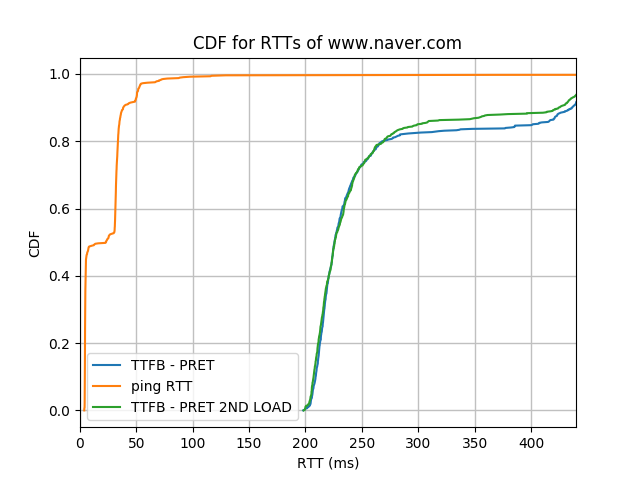 CDF for RTTs of www.naver.com
1.0
0.8
0.6
0.4
0.2
0.0
CDF
TTFB - PRET
ping RTT
TTFB - PRET 2ND LOAD
0 50 100 150 200 250 300 350 400
RTT (ms)